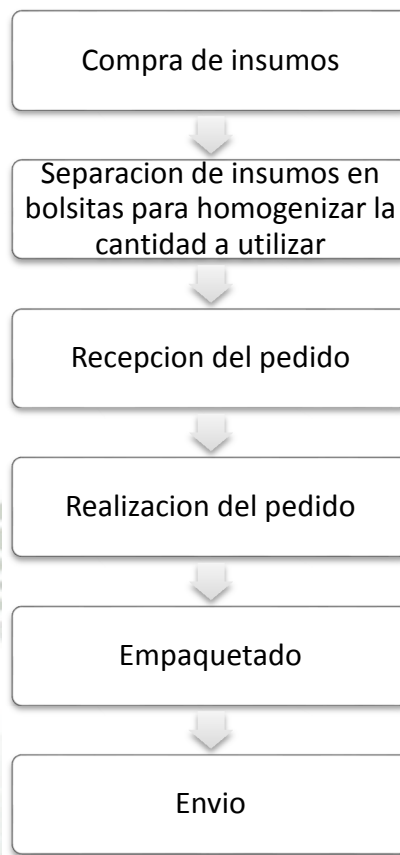 Compra de insumos
Separacion de insumos en
bolsitas para homogenizar la
cantidad a utilizar
Recepcion del pedido
Realizacion del pedido
Empaquetado
Envio